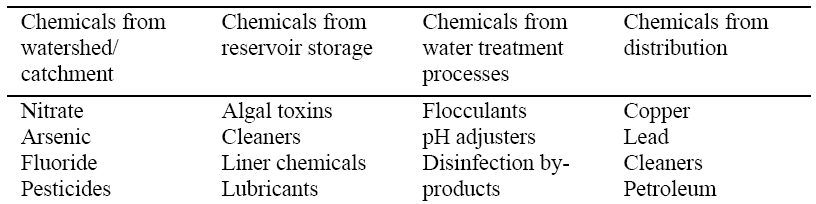 Chemicals from watershed/ catchment
Chemicals from reservoir storage
Chemicals from water treatment processes
Chemicals from distribution
Nitrate Algal toxins Flocculants Copper
Arsenic Cleaners pH adjusters Lead
Fluoride Liner chemicals Disinfection by- Cleaners
Pesticides Lubricants products Petroleum